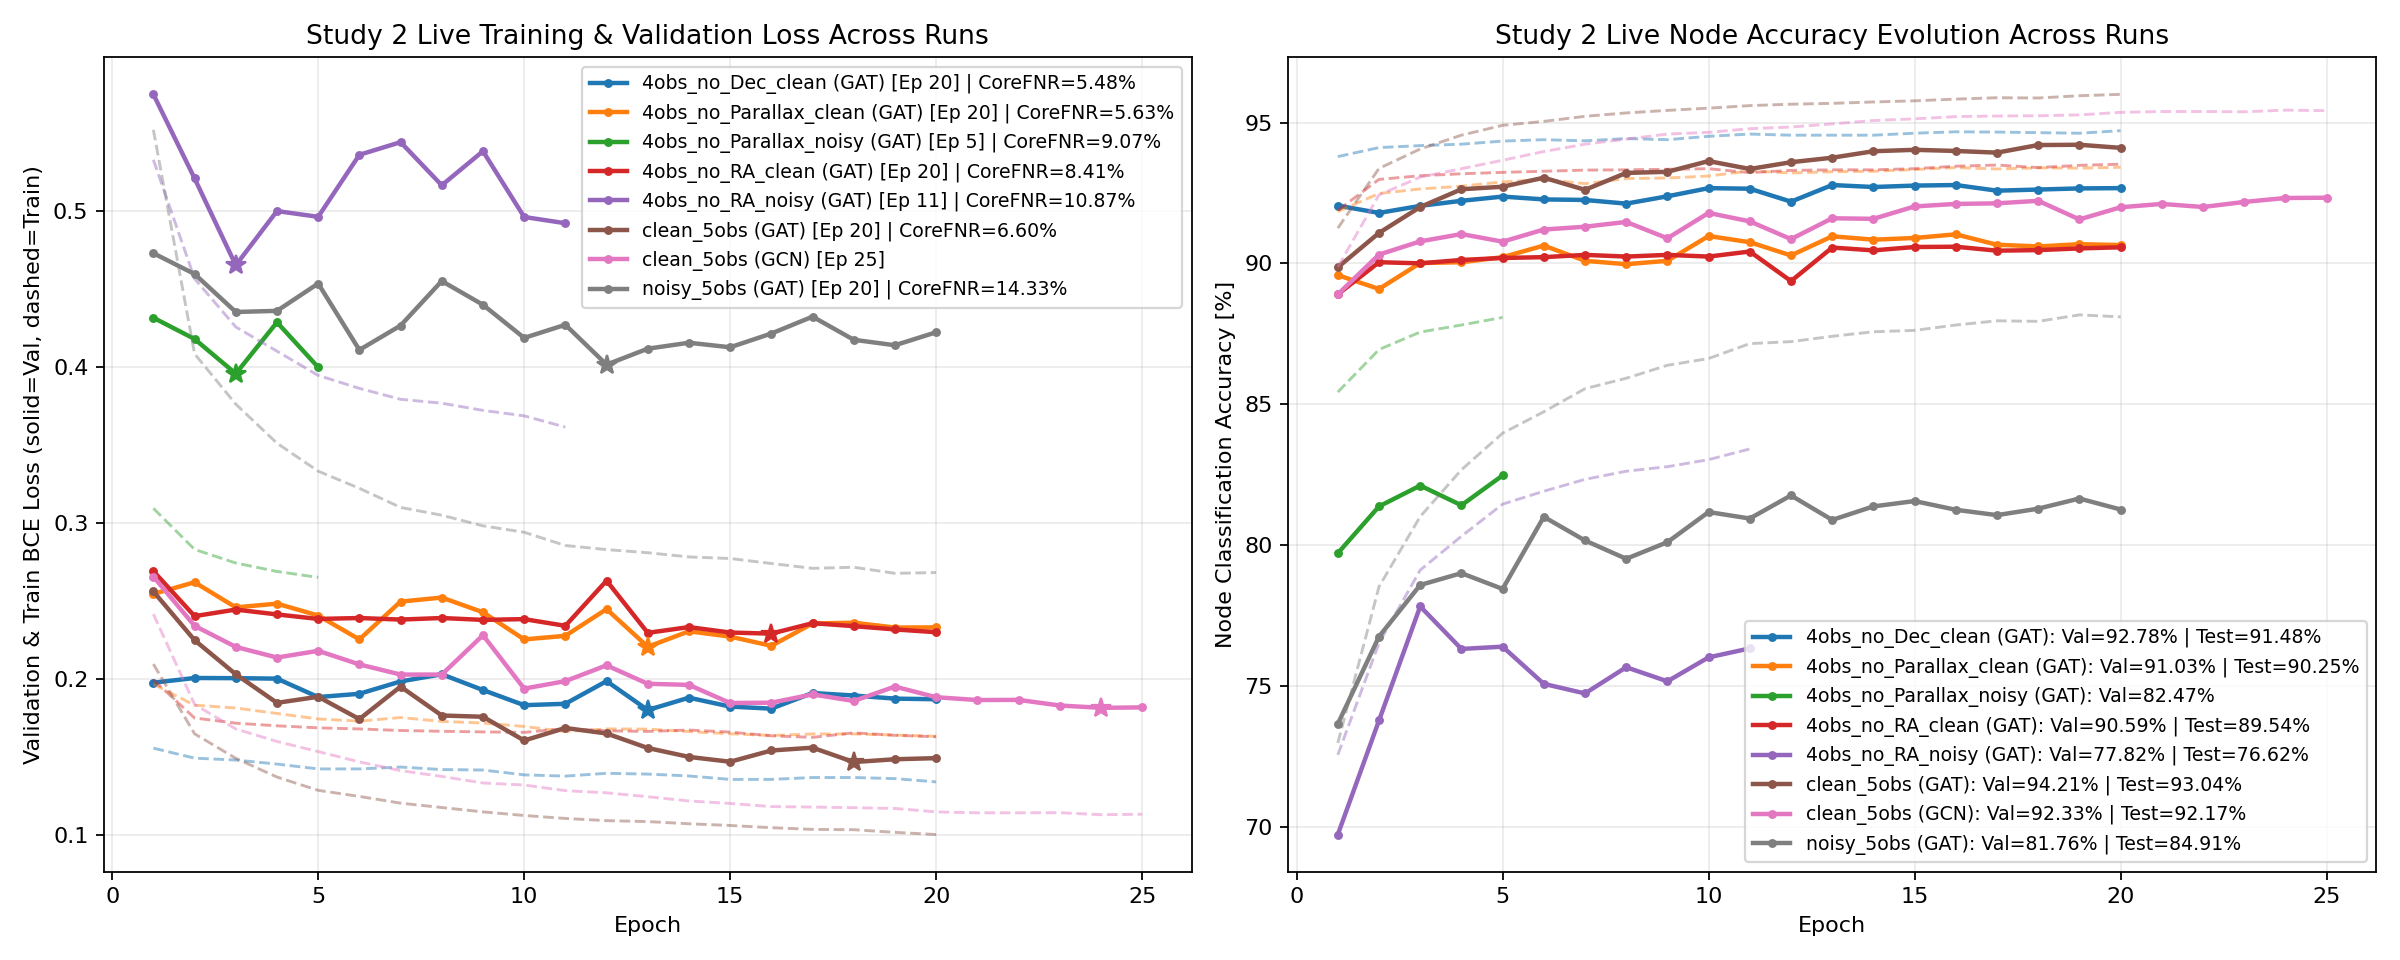 Study 2 Live Training & Validation Loss Across Runs
Validation & Train BCE Loss (solid=Val, dashed=Train)
0.5
0.4
0.3
0.2
0.1
4obs_no_Dec_clean (GAT) [Ep 20] | CoreFNR=5.48%
4obs_no_Parallax_clean (GAT) [Ep 20] | CoreFNR=5.63%
4obs_no_Parallax_noisy (GAT) [Ep 5] | CoreFNR=9.07%
4obs_no_RA_clean (GAT) [Ep 20] | CoreFNR=8.41%
4obs_no_RA_noisy (GAT) [Ep 11] | CoreFNR=10.87%
clean_5obs (GAT) [Ep 20] | CoreFNR=6.60%
clean_5obs (GCN) [Ep 25]
noisy_5obs (GAT) [Ep 20] | CoreFNR=14.33%
0 5 10 15 20 25
Epoch
Study 2 Live Node Accuracy Evolution Across Runs
Node Classification Accuracy [%]
95
90
85
80
75
70
4obs_no_Dec_clean (GAT): Val=92.78% | Test=91.48%
4obs_no_Parallax_clean (GAT): Val=91.03% | Test=90.25%
4obs_no_Parallax_noisy (GAT): Val=82.47%
4obs_no_RA_clean (GAT): Val=90.59% | Test=89.54%
4obs_no_RA_noisy (GAT): Val=77.82% | Test=76.62%
clean_5obs (GAT): Val=94.21% | Test=93.04%
clean_5obs (GCN): Val=92.33% | Test=92.17%
noisy_5obs (GAT): Val=81.76% | Test=84.91%
0 5 10 15 20 25
Epoch